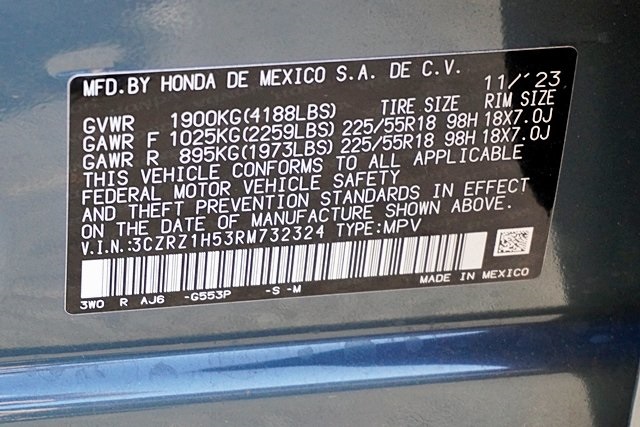 MFD.BY HONDA DE MEXICO S.A. DE C.V. 11/'23
TIRE SIZE RIM SIZE
GVWR 1900KG(4188LBS)
GAWR F 1025KG(2259LBS) 225/55R18 98H 18X7.0J
GAWR R 895KG(1973LBS) 225/55R18 98H 18X7.0J
THIS VEHICLE CONFORMS TO ALL APPLICABLE
FEDERAL MOTOR VEHICLE SAFETY
AND THEFT PREVENTION STANDARDS IN EFFECT
ON THE DATE OF MANUFACTURE SHOWN ABOVE.
V.I.N.:3CZRZ1H53RM732324 TYPE:MPV
3WO R AJ6 -G553P -S -M MADE IN MEXICO